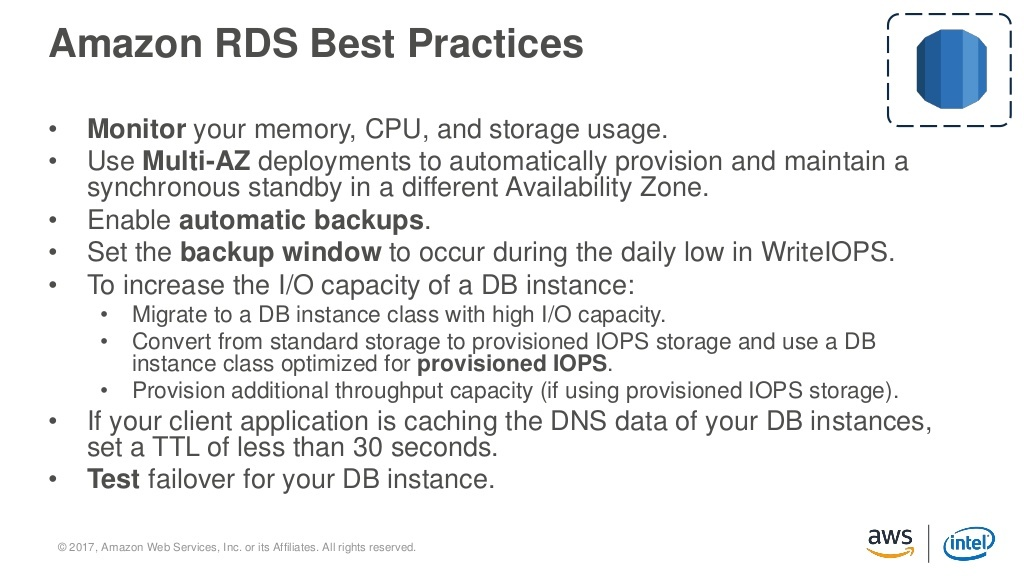 Amazon RDS Best Practices
• Monitor your memory, CPU, and storage usage.
• Use Multi-AZ deployments to automatically provision and maintain a
synchronous standby in a different Availability Zone.
• Enable automatic backups.
• Set the backup window to occur during the daily low in WriteIOPS.
• To increase the I/O capacity of a DB instance:
• Migrate to a DB instance class with high I/O capacity.
• Convert from standard storage to provisioned IOPS storage and use a DB
instance class optimized for provisioned IOPS.
• Provision additional throughput capacity (if using provisioned IOPS storage).
• If your client application is caching the DNS data of your DB instances,
set a TTL of less than 30 seconds.
• Test failover for your DB instance.
© 2017, Amazon Web Services, Inc. or its Affiliates. All rights reserved.
aws
intel